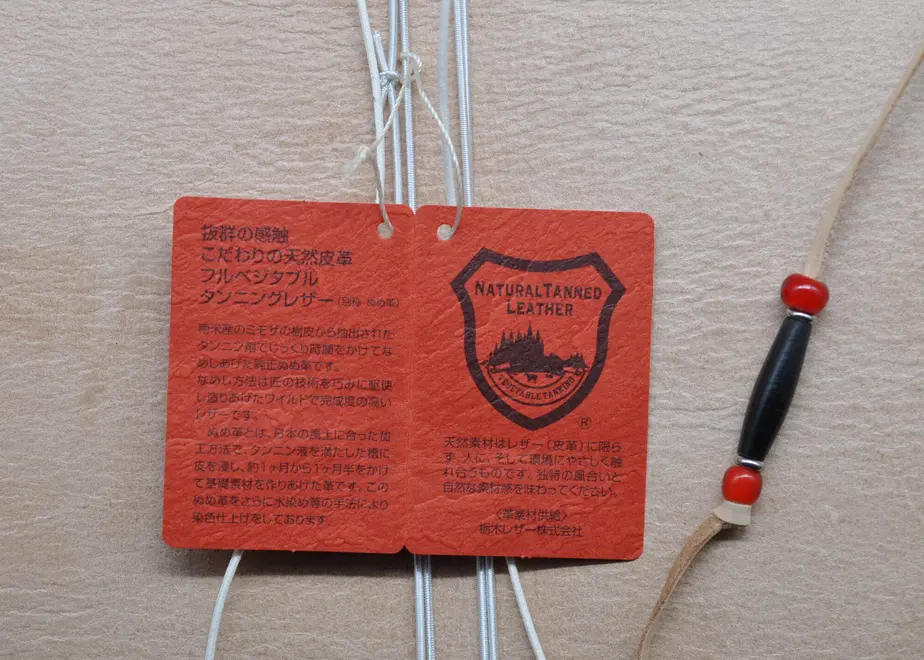 抜群の感触
こだわりの天然皮革
フルベジタブル
タンニングレザー(別称 ぬめ革)
南米産のミモザの樹皮から抽出された
タンニン剤でじっくり時間をかけてな
めしあげた純正ぬめ革です。
なめし方法は匠の技術を巧みに駆使
し造りあげたワイルドで完成度の高い
レザーです。
ぬめ革とは、日本の風土に合った加
工方法で、タンニン液を満たした槽に
皮を浸し、約1ヶ月から1ヶ月半をかけ
て基礎素材を作りあげた革です。この
ぬめ革をさらに水染め等の手法により
染色仕上げをしております。
NATURAL TANNED
LEATHER
VEGETABLE TANNING
®
天然素材はレザー(皮革)に限ら
ず、人に、そして環境にやさしく触
れ合うものです。独特の風合いと
自然な素材感を味わってください。
〈革素材供給〉
栃木レザー株式会社